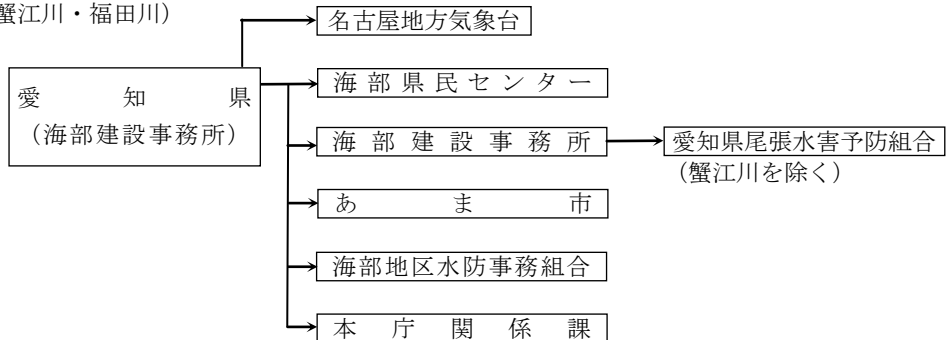 蟹江川・福田川）
名古屋地方気象台
愛知県
（海部建設事務所）
海部県民センター
海部建設事務所
愛知県尾張水害予防組合
（蟹江川を除く）
あま市
海部地区水防事務組合
本庁関係課